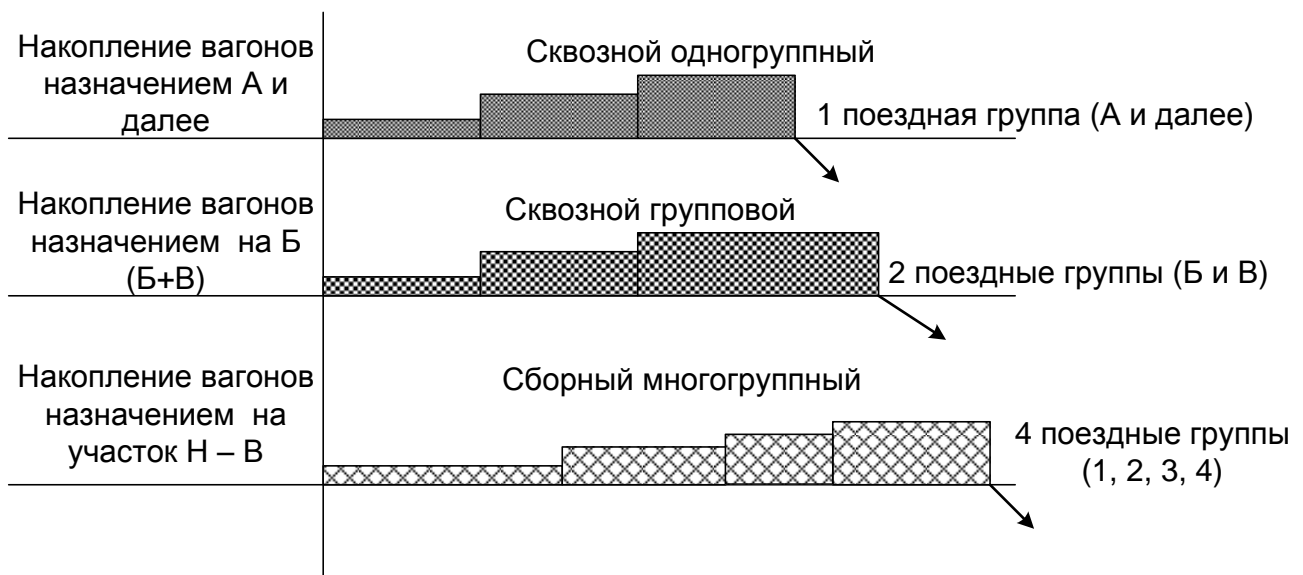 Накопление вагонов
назначением А и
далее
Сквозной одногруппный
1 поездная группа (А и далее)
Накопление вагонов
назначением на Б
(Б+В)
Сквозной групповой
2 поездные группы (Б и В)
Накопление вагонов
назначением на
участок Н – В
Сборный многогруппный
4 поездные группы
(1, 2, 3, 4)